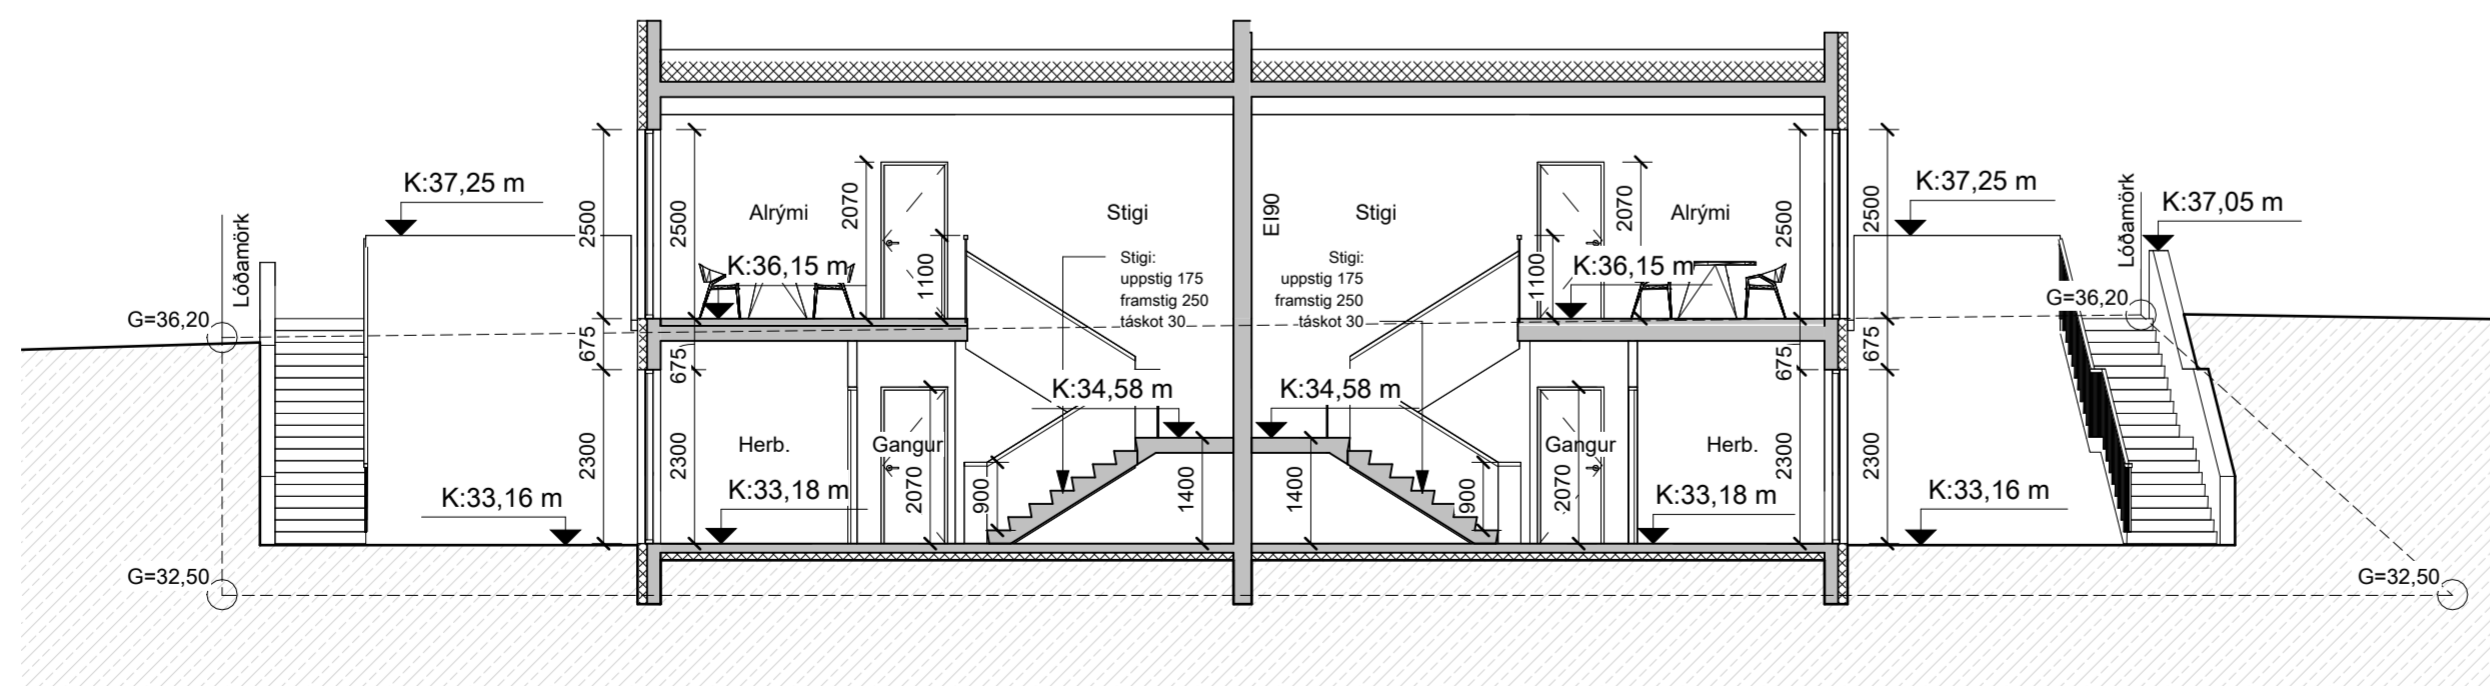 K:37,25 m
Lóðamörk
G=36,20
G=32,50
K:33,16 m
2500
675
2300
2500
675
2300
Alrými
2070
K:36,15 m
1100
Stigi
Stigi:
uppstig 175
framstig 250
táskot 30
K:34,58 m
Herb.
Gangur
K:33,18 m
2070
900
1400
EI90
Stigi
Stigi:
uppstig 175
framstig 250
táskot 30
K:34,58 m
1400
900
2070
Alrými
1100
K:36,15 m
Gangur
2070
Herb.
K:33,18 m
2500
675
2300
2500
675
2300
K:37,25 m
Lóðamörk
K:37,05 m
G=36,20
K:33,16 m
G=32,50